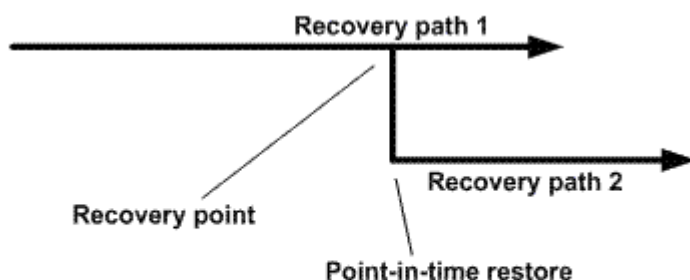 Recovery path 1
Recovery path 2
Recovery point
Point-in-time restore